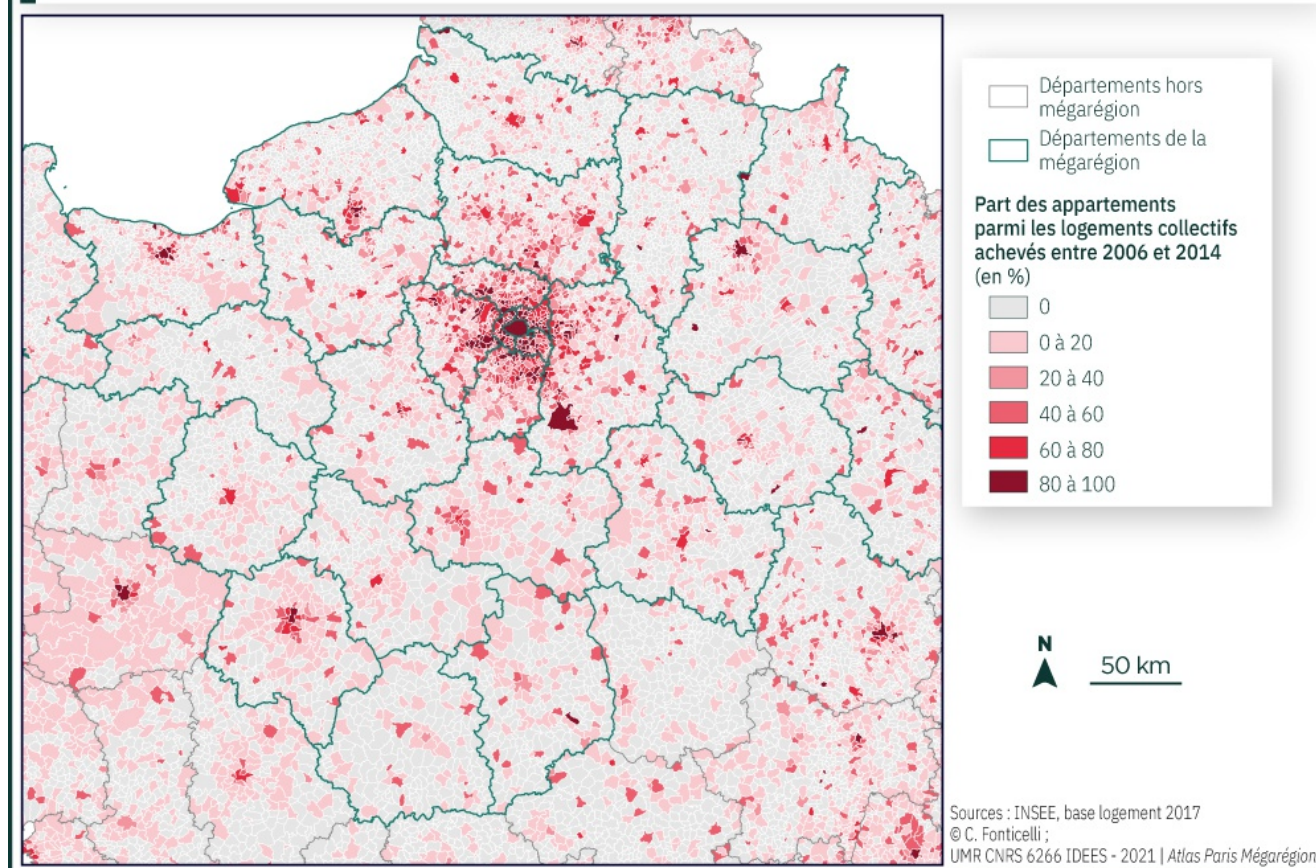 Départements hors
mégarégion
Départements de la
mégarégion
Part des appartements
parmi les logements collectifs
achevés entre 2006 et 2014
(en %)
0
0 à 20
20 à 40
40 à 60
60 à 80
80 à 100
N
50 km
Sources : INSEE, base logement 2017
© C. Fonticelli ;
UMR CNRS 6266 IDEES - 2021 | Atlas Paris Mégarégion